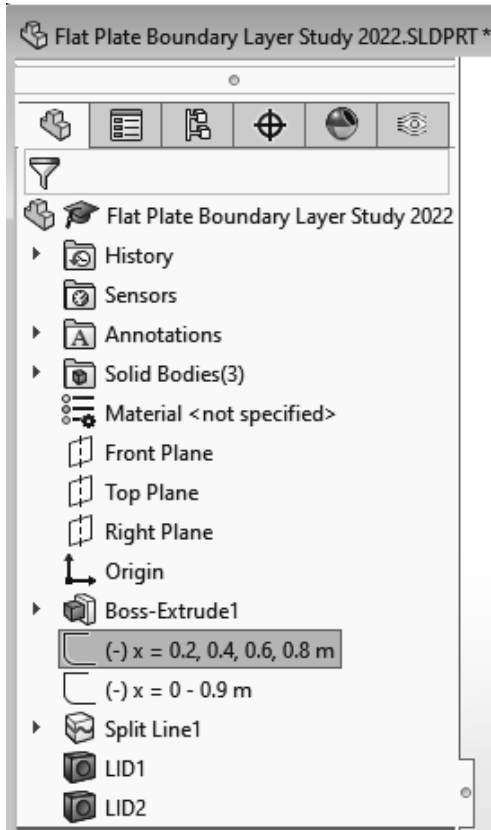 Flat Plate Boundary Layer Study 2022.SLDPRT *
Flat Plate Boundary Layer Study 2022
History
Sensors
A Annotations
Solid Bodies(3)
Material <not specified>
Front Plane
Top Plane
Right Plane
Origin
Boss-Extrude1
(-) x = 0.2, 0.4, 0.6, 0.8 m
(-) x = 0 - 0.9 m
Split Line1
LID1
LID2